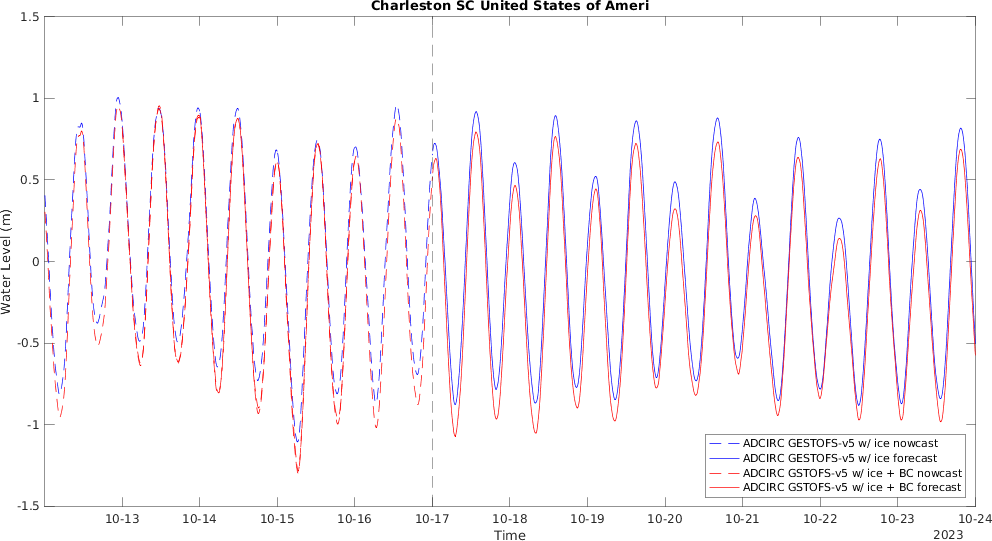 Charleston SC United States of Ameri
1.5
1
0.5
0
-0.5
-1
-1.5
Water Level (m)
10-13 10-14 10-15 10-16 10-17 10-18 10-19 10-20 10-21 10-22 10-23 10-24
Time
2023
ADCIRC GESTOFS-v5 w/ ice nowcast
ADCIRC GESTOFS-v5 w/ ice forecast
ADCIRC GSTOFS-v5 w/ ice + BC nowcast
ADCIRC GSTOFS-v5 w/ ice + BC forecast